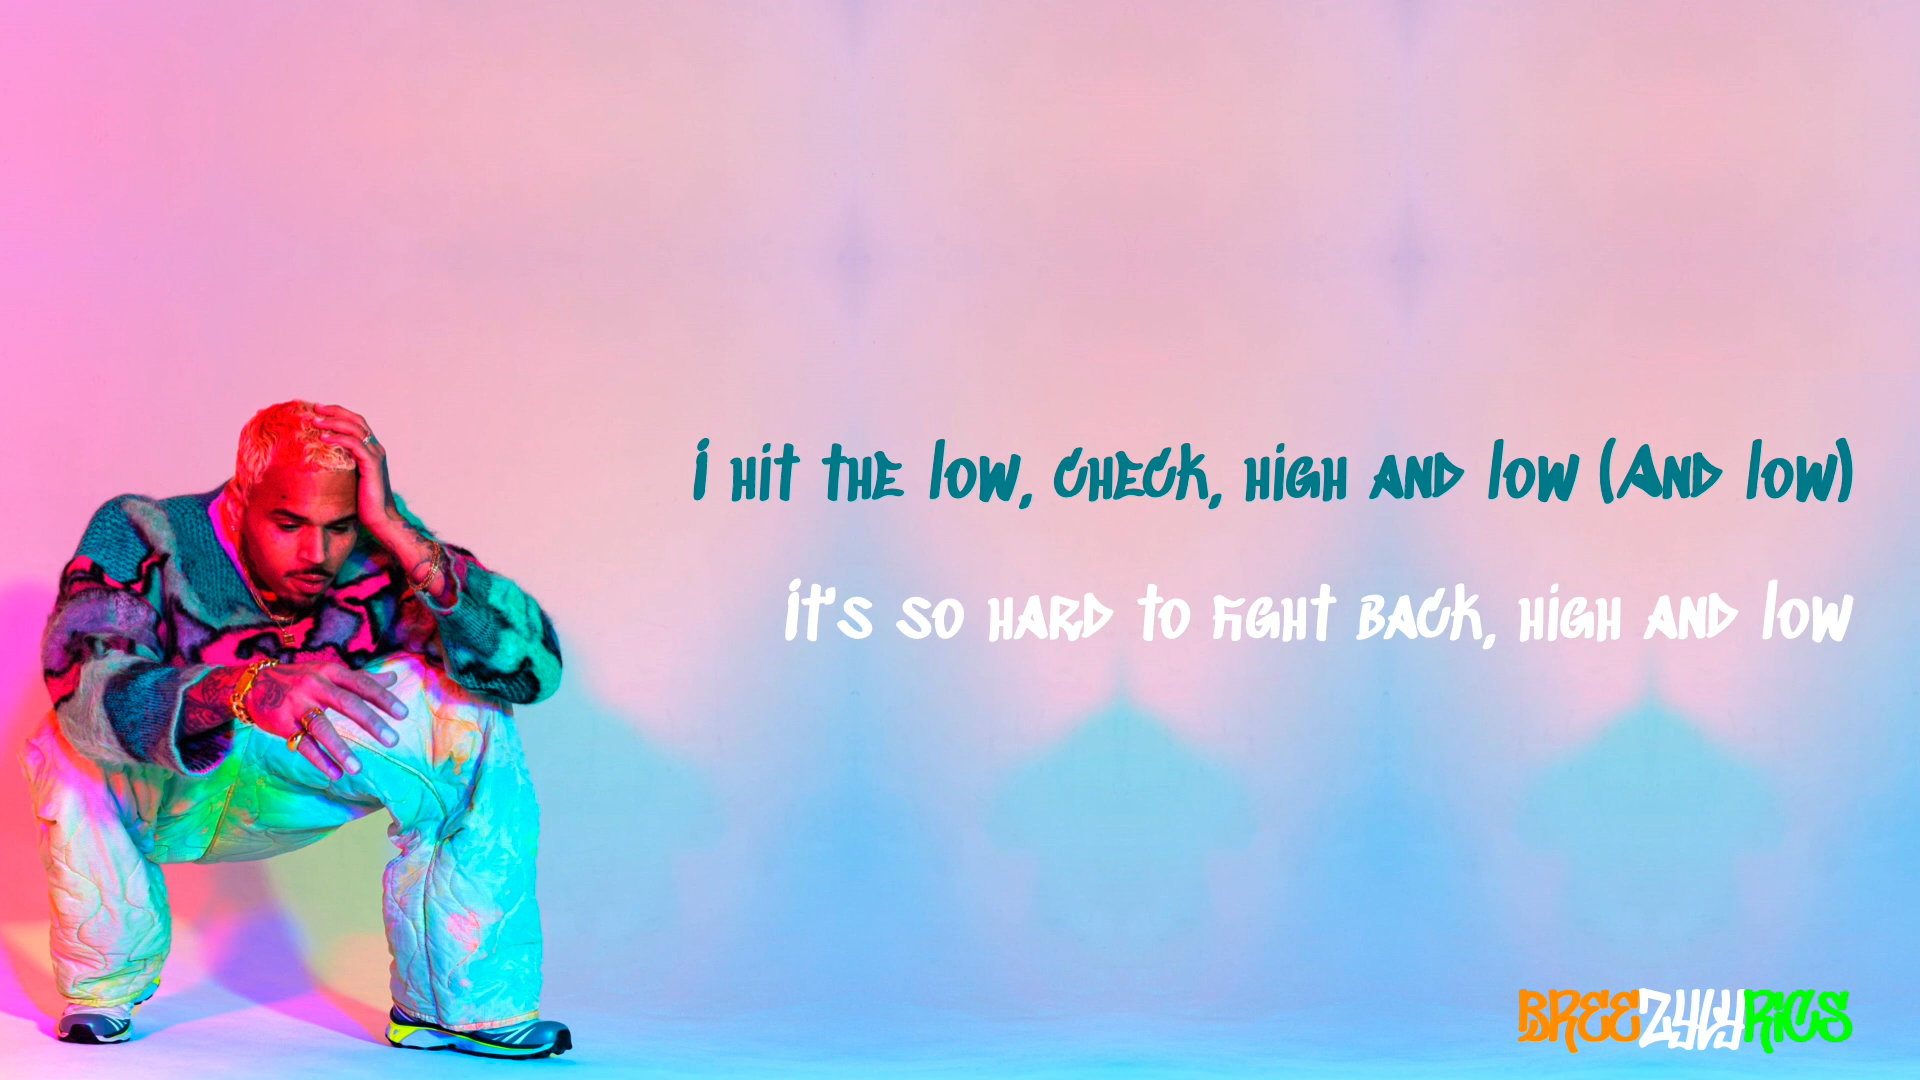 I HIT THE LOW, CHECK, HIGH AND LOW (AND LOW)
IT'S SO HARD TO FIGHT BACK, HIGH AND LOW
BREEZYLYRICS